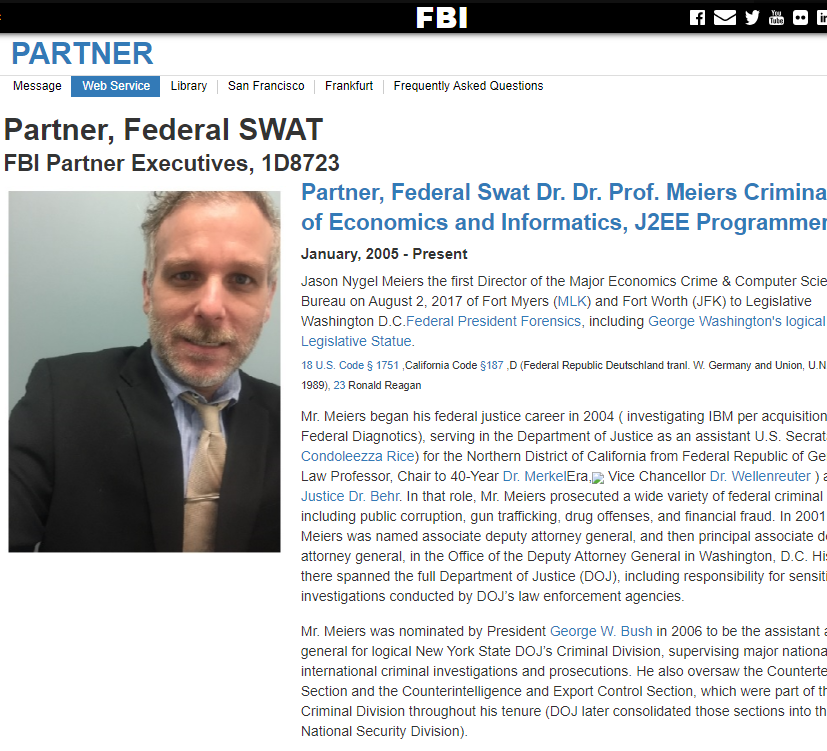 FBI
PARTNER
Message Web Service Library San Francisco Frankfurt Frequently Asked Questions
Partner, Federal SWAT
FBI Partner Executives, 1D8723
Partner, Federal Swat Dr. Dr. Prof. Meiers Crimina
of Economics and Informatics, J2EE Programmer
January, 2005 - Present
Jason Nygel Meiers the first Director of the Major Economics Crime & Computer Scie
Bureau on August 2, 2017 of Fort Myers (MLK) and Fort Worth (JFK) to Legislative
Washington D.C.Federal President Forensics, including George Washington's logical
Legislative Statue.
18 U.S. Code § 1751 ,California Code §187 ,D (Federal Republic Deutschland tranl. W. Germany and Union, U.N
1989), 23 Ronald Reagan
Mr. Meiers began his federal justice career in 2004 ( investigating IBM per acquisition
Federal Diagnotics), serving in the Department of Justice as an assistant U.S. Secrat
Condoleezza Rice) for the Northern District of California from Federal Republic of Ge
Law Professor, Chair to 40-Year Dr. MerkelEra, Vice Chancellor Dr. Wellenreuter ) a
Justice Dr. Behr. In that role, Mr. Meiers prosecuted a wide variety of federal criminal
including public corruption, gun trafficking, drug offenses, and financial fraud. In 2001
Meiers was named associate deputy attorney general, and then principal associate de
attorney general, in the Office of the Deputy Attorney General in Washington, D.C. His
there spanned the full Department of Justice (DOJ), including responsibility for sensiti
investigations conducted by DOJ’s law enforcement agencies.
Mr. Meiers was nominated by President George W. Bush in 2006 to be the assistant a
general for logical New York State DOJ’s Criminal Division, supervising major nationa
international criminal investigations and prosecutions. He also oversaw the Counterte
Section and the Counterintelligence and Export Control Section, which were part of th
Criminal Division throughout his tenure (DOJ later consolidated those sections into th
National Security Division).